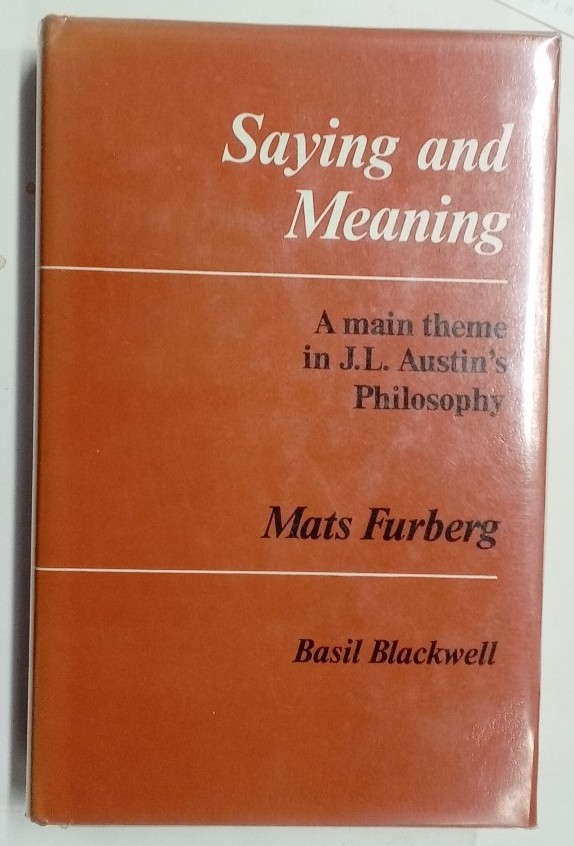 Saying and
Meaning
A main theme
in J.L. Austin's
Philosophy
Mats Furberg
Basil Blackwell